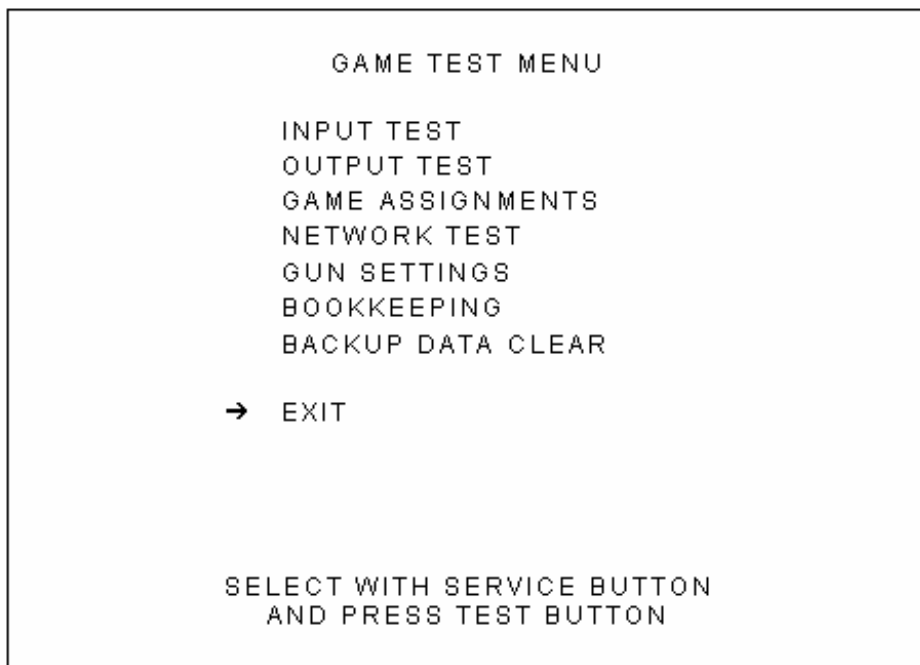 GAME TEST MENU
INPUT TEST
OUTPUT TEST
GAME ASSIGNMENTS
NETWORK TEST
GUN SETTINGS
BOOKKEEPING
BACKUP DATA CLEAR
→ EXIT
SELECT WITH SERVICE BUTTON
AND PRESS TEST BUTTON